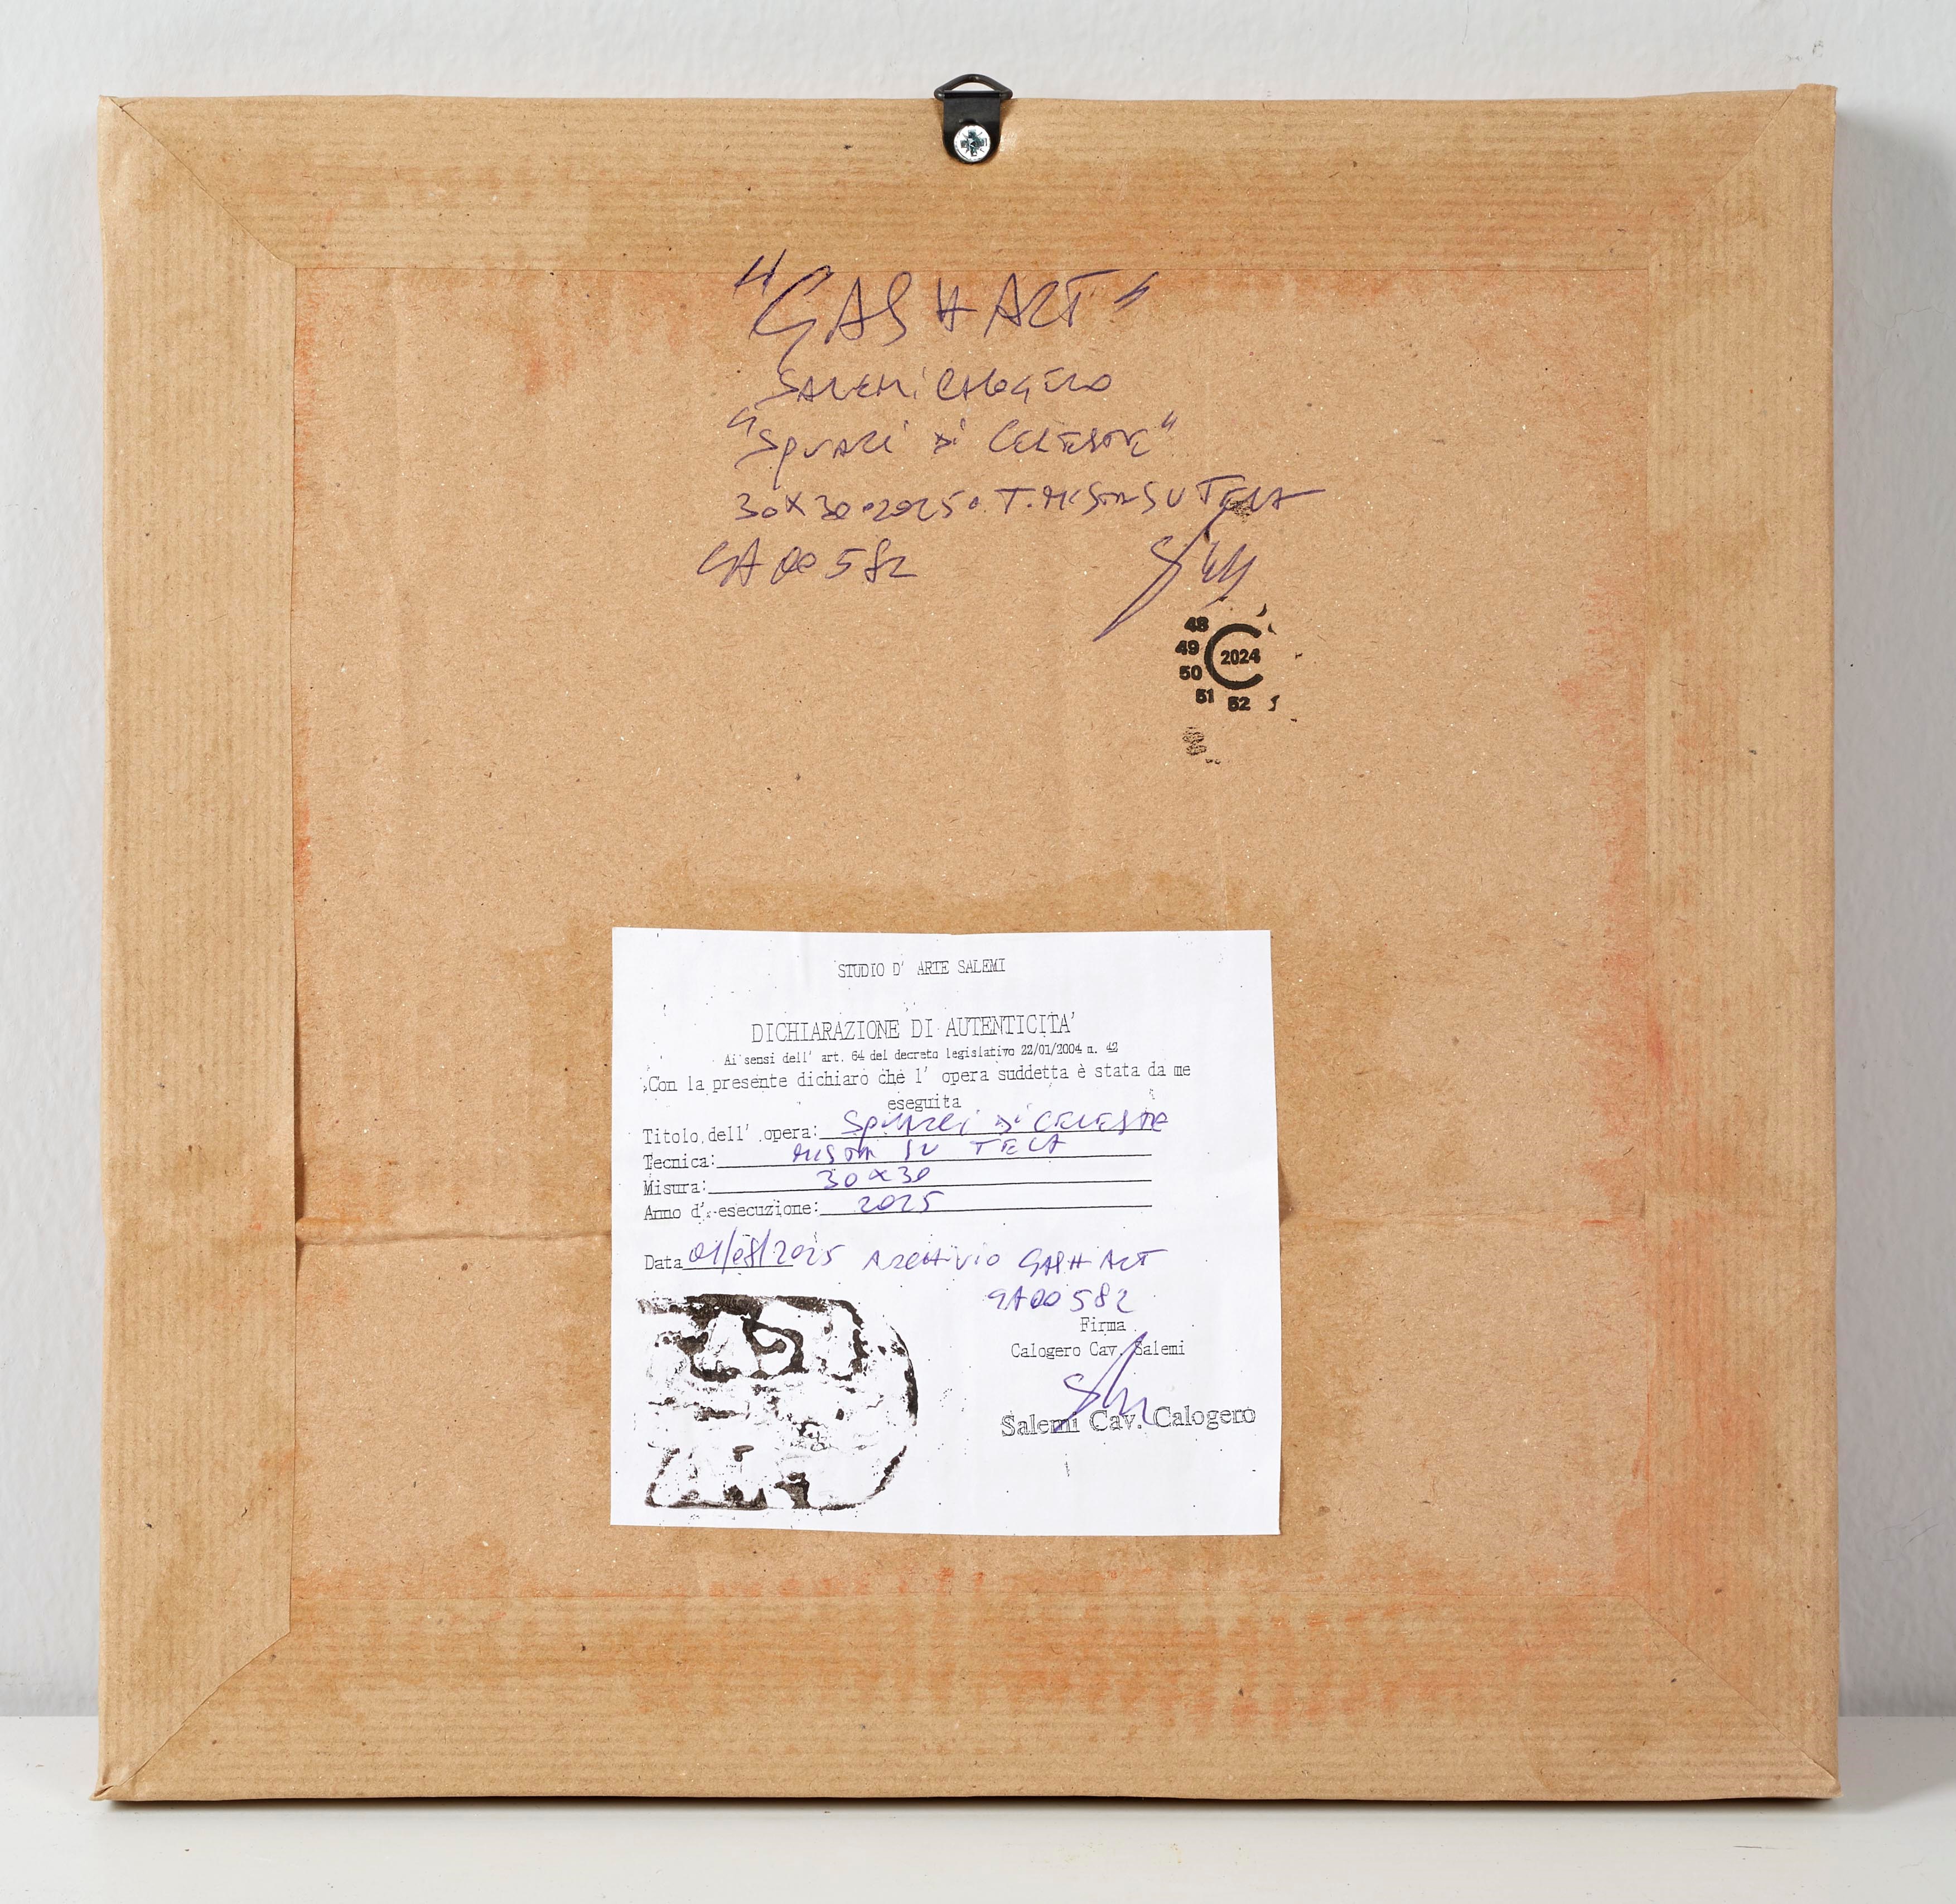 "GASH ART"
SALEMI CALOGERO
"SQUARCI DI CELESTE"
30X30 • 2025 • T. MISTA SU TELA
GA00582
48
49
50
51 52
2024
STUDIO D' ARTE SALEMI
DICHIARAZIONE DI AUTENTICITA'
Ai sensi dell' art. 64 del decreto legislativo 22/01/2004 n. 42
Con la presente dichiaro che l' opera suddetta è stata da me
eseguita
Titolo dell' opera: SQUARCI DI CELESTE
Tecnica: MISTA SU TELA
Misura: 30x30
Anno d' esecuzione: 2025
Data 01/08/2025 ARCHIVIO GASH ART
GA00582
Firma
Calogero Cav. Salemi
Salemi Cav. Calogero